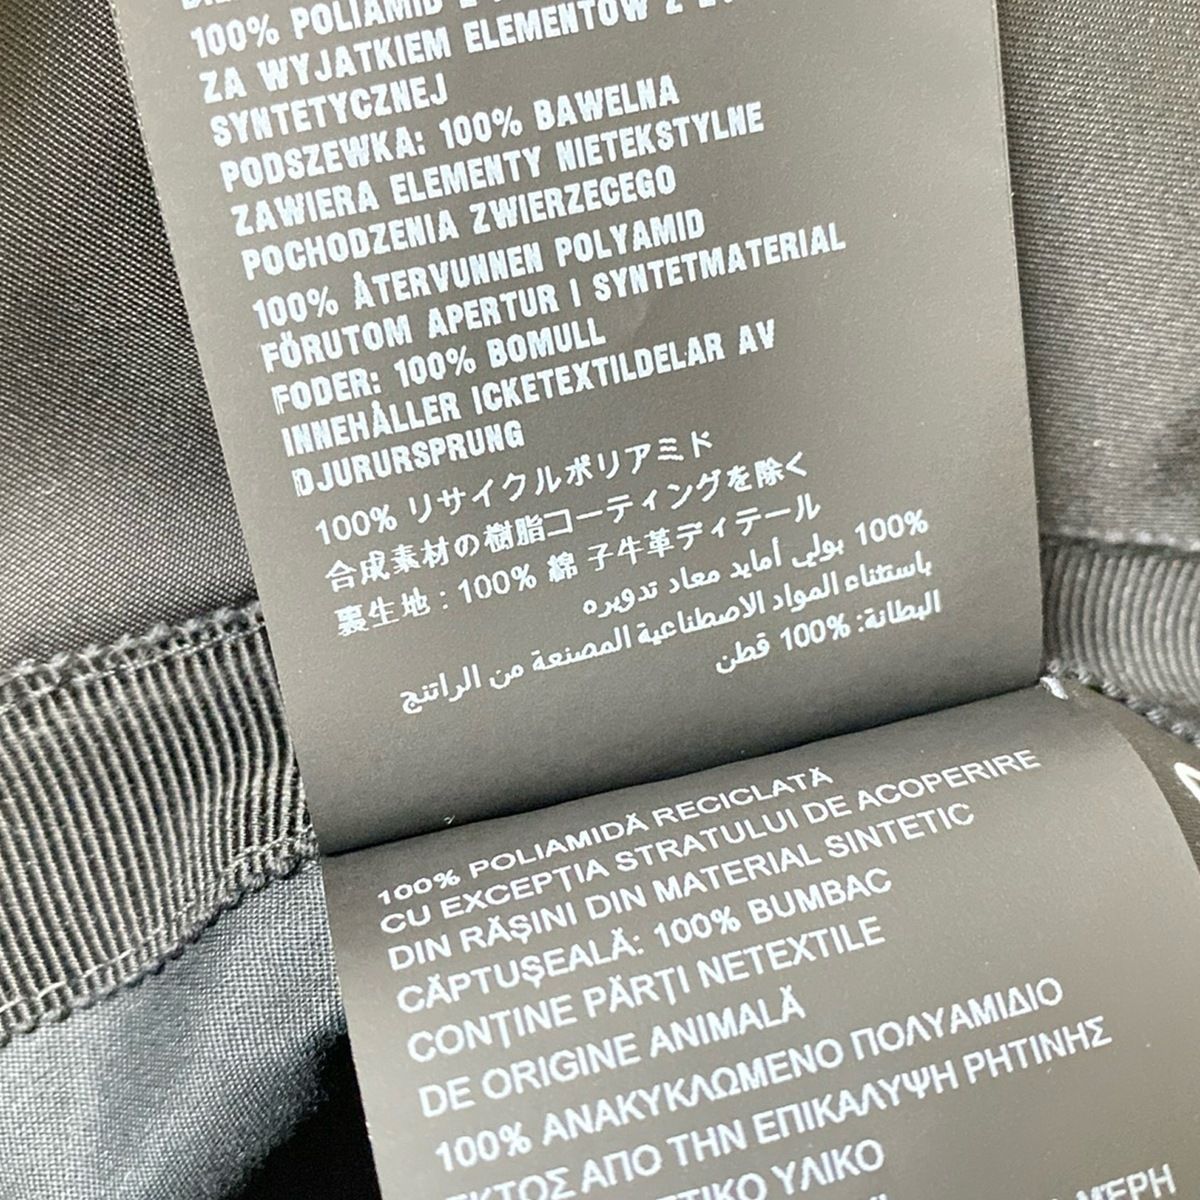 100% POLIAMID
ZA WYJATKIEM ELEMENTOW Z
SYNTETYCZNEJ
PODSZEWKA: 100% BAWELNA
ZAWIERA ELEMENTY NIETEKSTYLNE
POCHODZENIA ZWIERZECEGO
100% ÅTERVUNNEN POLYAMID
FÖRUTOM APERTUR I SYNTETMATERIAL
FODER: 100% BOMULL
INNEHÅLLER ICKETEXTILDELAR AV
DJURURSPRUNG
100% リサイクルポリアミド
合成素材の樹脂コーティングを除く
裏生地 : 100% 綿 子牛革ディテール
100% بولي أمايد معاد تدويره
باستثناء المواد الاصطناعية المصنعة من الراتنج
البطانة: 100% قطن
100% POLIAMIDĂ RECICLATĂ
CU EXCEPȚIA STRATULUI DE ACOPERIRE
DIN RĂȘINI DIN MATERIAL SINTETIC
CĂPTUȘEALĂ: 100% BUMBAC
CONȚINE PĂRȚI NETEXTILE
DE ORIGINE ANIMALĂ
100% ΑΝΑΚΥΚΛΩΜΕΝΟ ΠΟΛΥΑΜΙΔΙΟ
ΕΚΤΟΣ ΑΠΟ ΤΗΝ ΕΠΙΚΑΛΥΨΗ ΡΗΤΙΝΗΣ
ΥΛΙΚΟ